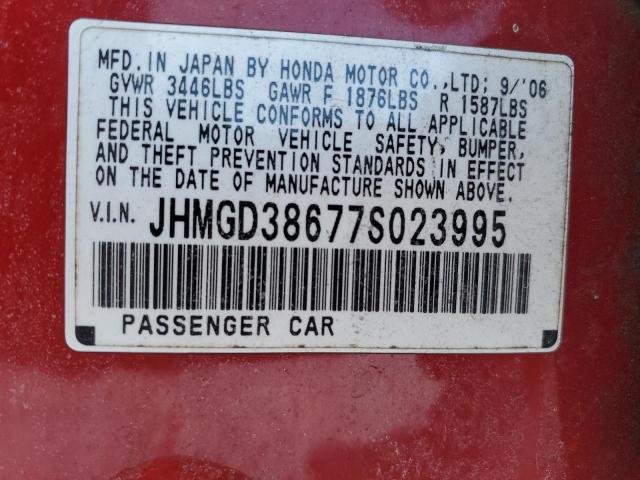 MFD. IN JAPAN BY HONDA MOTOR CO.,LTD; 9/'06
GVWR 3446LBS GAWR F 1876LBS R 1587LBS
THIS VEHICLE CONFORMS TO ALL APPLICABLE
FEDERAL MOTOR VEHICLE SAFETY, BUMPER,
AND THEFT PREVENTION STANDARDS IN EFFECT
ON THE DATE OF MANUFACTURE SHOWN ABOVE.
V.I.N. JHMGD38677S023995
PASSENGER CAR